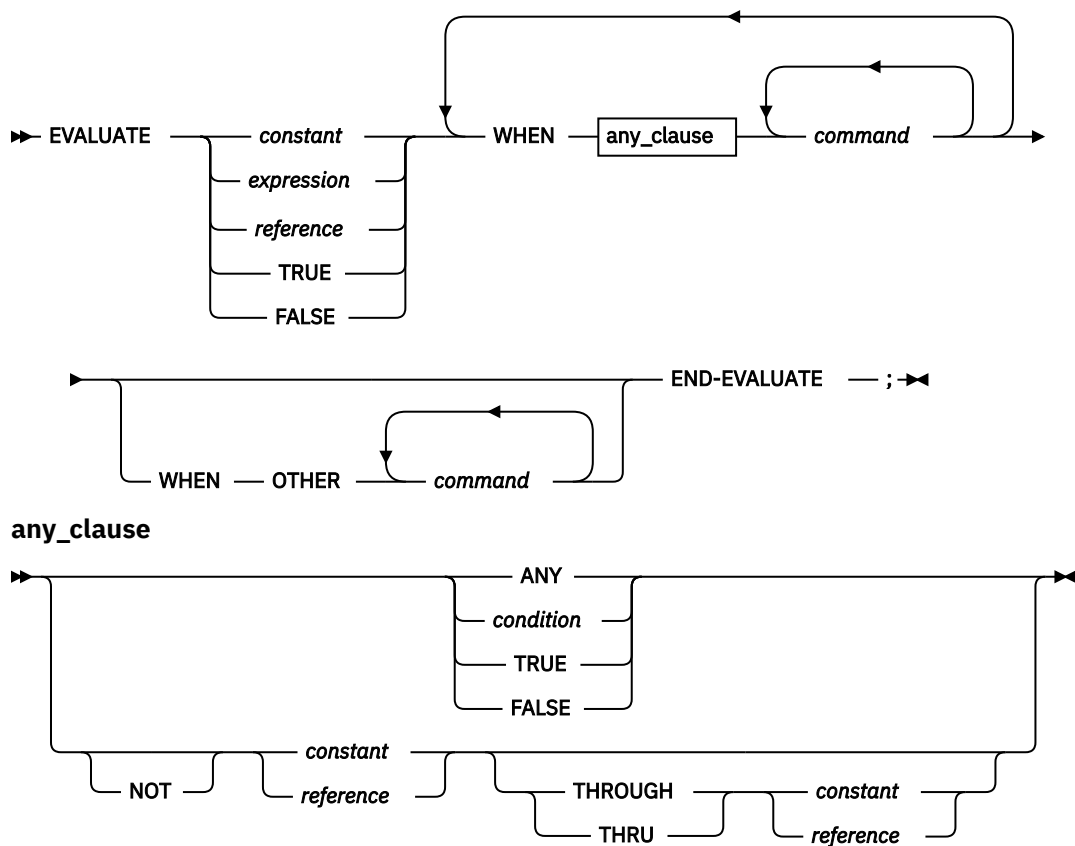 EVALUATE constant WHEN any_clause command
expression
reference
TRUE
FALSE
END-EVALUATE ;
WHEN OTHER command
any_clause
ANY
condition
TRUE
FALSE
constant
NOT reference THROUGH constant
THRU reference